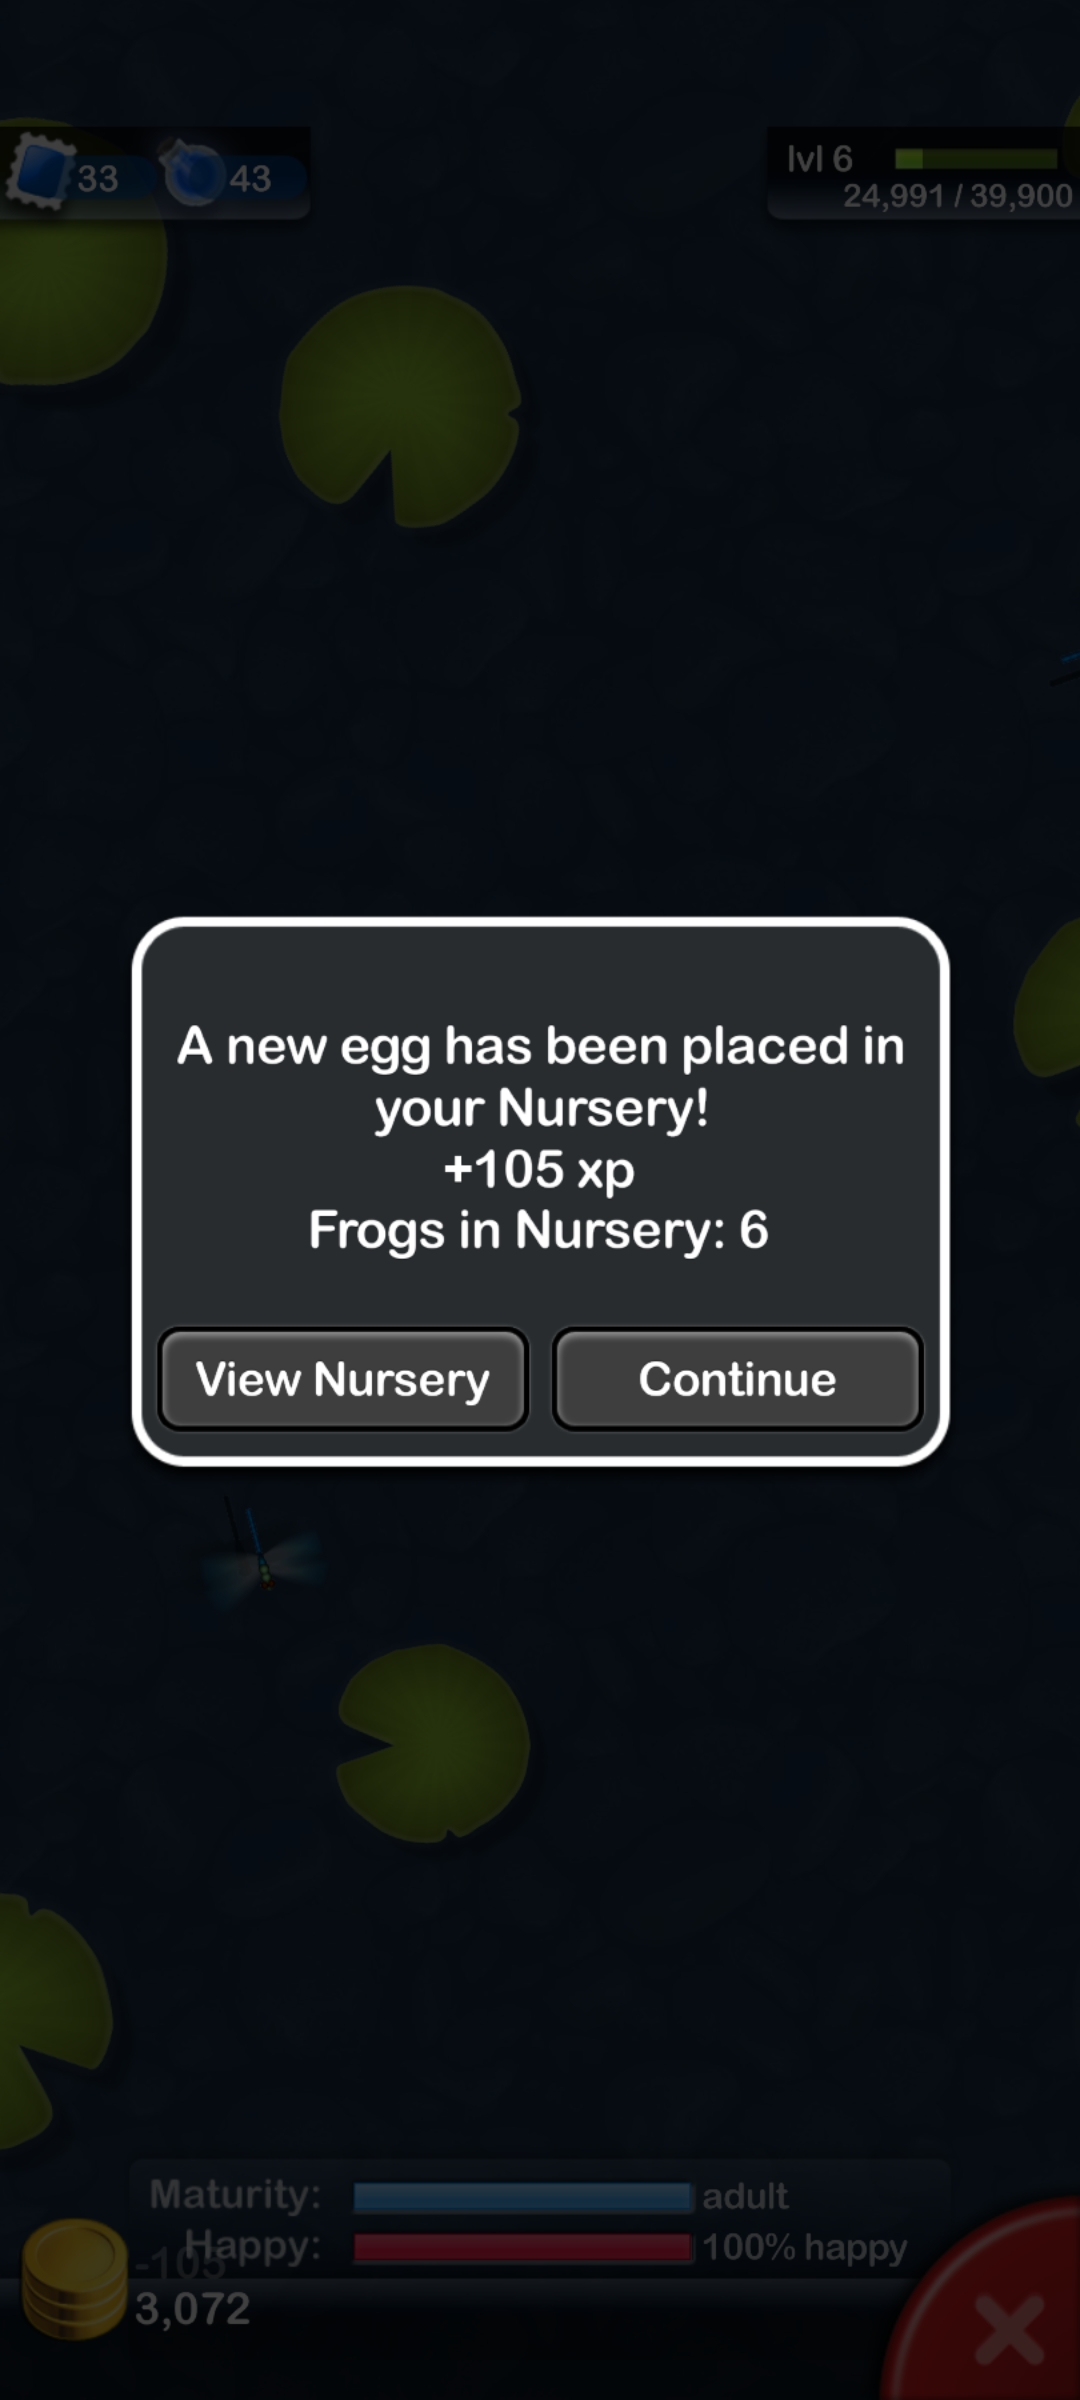 33
43
lvl 6
24,991 / 39,900
A new egg has been placed in
your Nursery!
+105 xp
Frogs in Nursery: 6
View Nursery
Continue
Maturity:
adult
Happy:
100% happy
-105
3,072